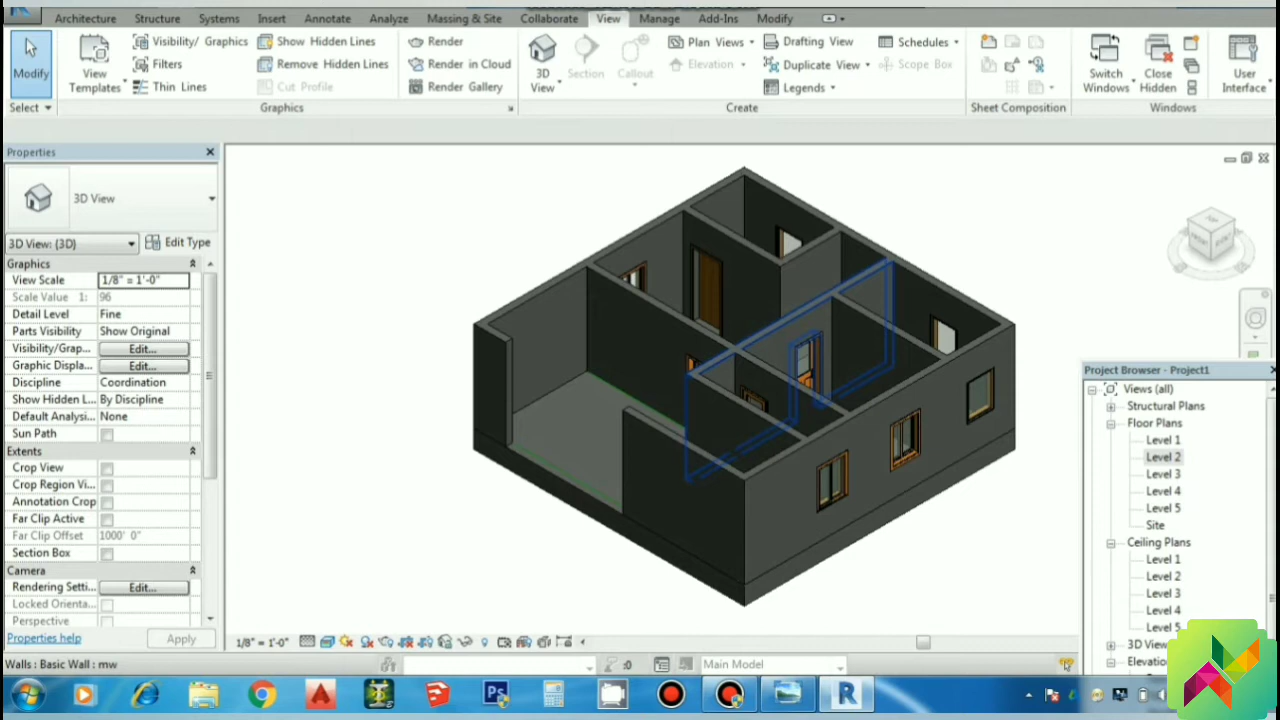 Architecture Structure Systems Insert Annotate Analyze Massing & Site Collaborate View Manage Add-Ins Modify
Modify
View Templates
Visibility/ Graphics
Filters
Thin Lines
Show Hidden Lines
Remove Hidden Lines
Cut Profile
Render
Render in Cloud
Render Gallery
3D View
Section
Callout
Plan Views
Elevation
Drafting View
Duplicate View
Legends
Schedules
Scope Box
Switch Windows
Close Hidden
User Interface
Select Graphics Create Sheet Composition Windows
Properties
3D View
3D View: {3D} Edit Type
Graphics
View Scale 1/8" = 1'-0"
Scale Value 1: 96
Detail Level Fine
Parts Visibility Show Original
Visibility/Grap... Edit...
Graphic Displa... Edit...
Discipline Coordination
Show Hidden L... By Discipline
Default Analysi... None
Sun Path
Extents
Crop View
Crop Region Vi...
Annotation Crop
Far Clip Active
Far Clip Offset 1000' 0"
Section Box
Camera
Rendering Setti... Edit...
Locked Orienta...
Perspective
Properties help Apply
TOP
Project Browser - Project1
Views (all)
Structural Plans
Floor Plans
Level 1
Level 2
Level 3
Level 4
Level 5
Site
Ceiling Plans
Level 1
Level 2
Level 3
Level 4
Level 5
3D View
Elevatio
1/8" = 1'-0"
Walls : Basic Wall : mw
:0
Main Model
Ps
R